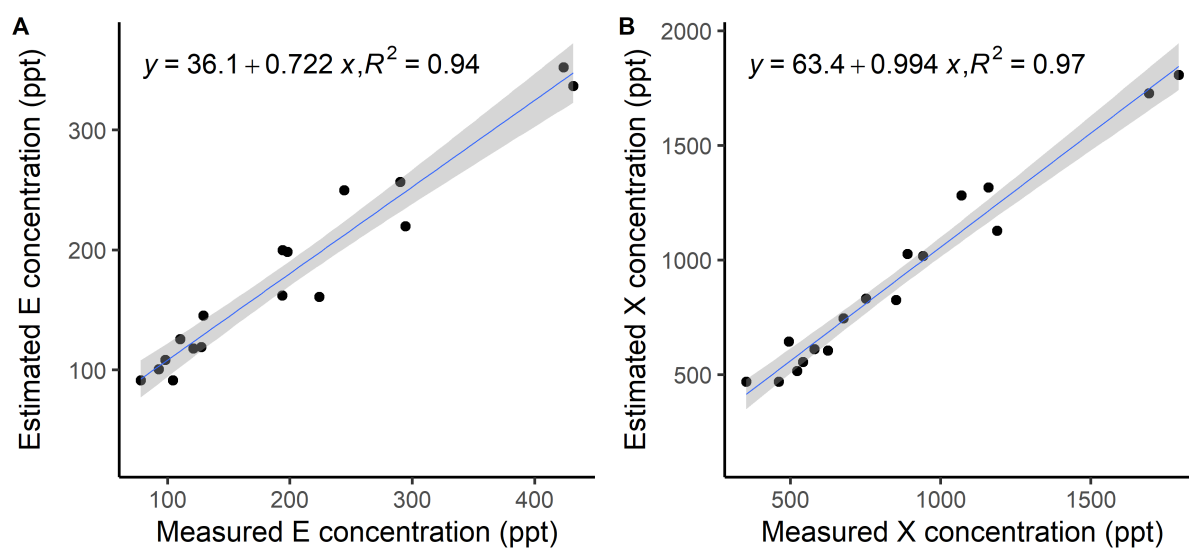 A
y = 36.1 + 0.722 x, R² = 0.94
Estimated E concentration (ppt)
300
200
100
100 200 300 400
Measured E concentration (ppt)
B
y = 63.4 + 0.994 x, R² = 0.97
Estimated X concentration (ppt)
2000
1500
1000
500
500 1000 1500
Measured X concentration (ppt)